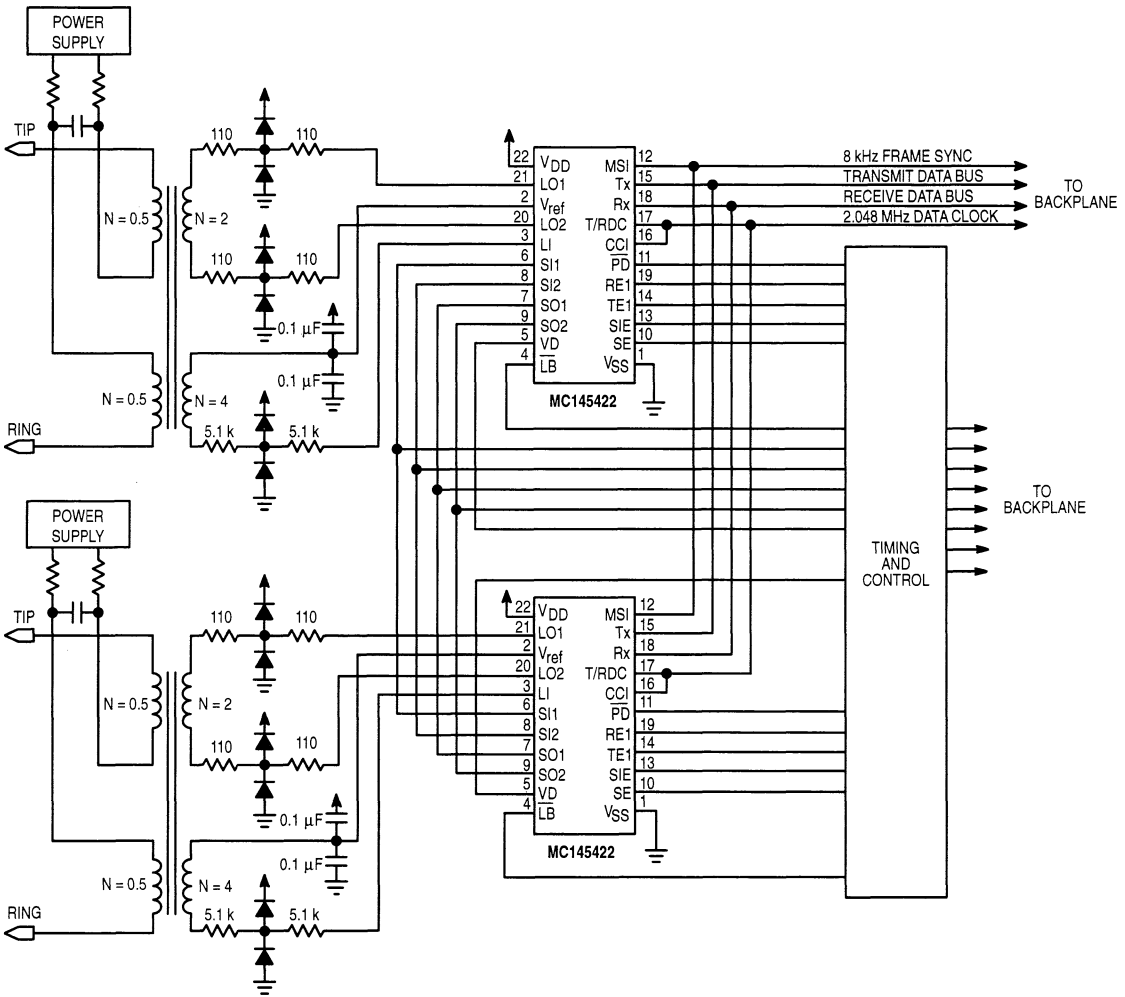 POWER
SUPPLY
TIP
110
110
N = 0.5
N = 2
110
110
0.1 µF
0.1 µF
N = 0.5
N = 4
RING
5.1 k
5.1 k
22
VDD
MSI
12
21
LO1
Tx
15
2
Vref
Rx
18
20
LO2
T/RDC
17
3
LI
CCI
16
6
SI1
PD
11
8
SI2
RE1
19
7
SO1
TE1
14
9
SO2
SIE
13
5
VD
SE
10
4
LB
VSS
1
MC145422
8 kHz FRAME SYNC
TRANSMIT DATA BUS
RECEIVE DATA BUS
2.048 MHz DATA CLOCK
TO
BACKPLANE
TO
BACKPLANE
TIMING
AND
CONTROL
POWER
SUPPLY
TIP
110
110
N = 0.5
N = 2
110
110
0.1 µF
0.1 µF
N = 0.5
N = 4
RING
5.1 k
5.1 k
22
VDD
MSI
12
21
LO1
Tx
15
2
Vref
Rx
18
20
LO2
T/RDC
17
3
LI
CCI
16
6
SI1
PD
11
8
SI2
RE1
19
7
SO1
TE1
14
9
SO2
SIE
13
5
VD
SE
10
4
LB
VSS
1
MC145422